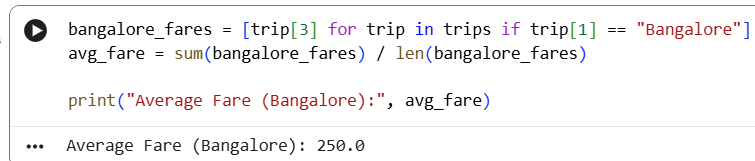 bangalore_fares = [trip[3] for trip in trips if trip[1] == "Bangalore"]
avg_fare = sum(bangalore_fares) / len(bangalore_fares)
print("Average Fare (Bangalore):", avg_fare)
Average Fare (Bangalore): 250.0